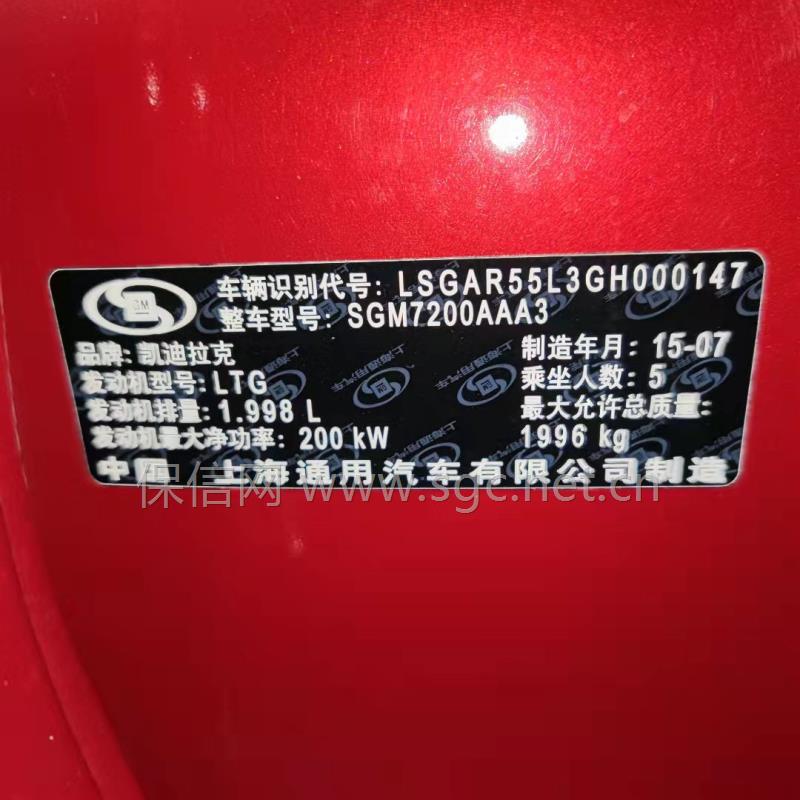 GM
车辆识别代号: LSGAR55L3GH000147
整车型号: SGM7200AAA3
品牌: 凯迪拉克
制造年月: 15-07
发动机型号: LTG
乘坐人数: 5
发动机排量: 1.998 L
最大允许总质量:
发动机最大净功率: 200 kW
1996 kg
中国 上海通用汽车有限公司制造
保信网 www.sgc.net.cn